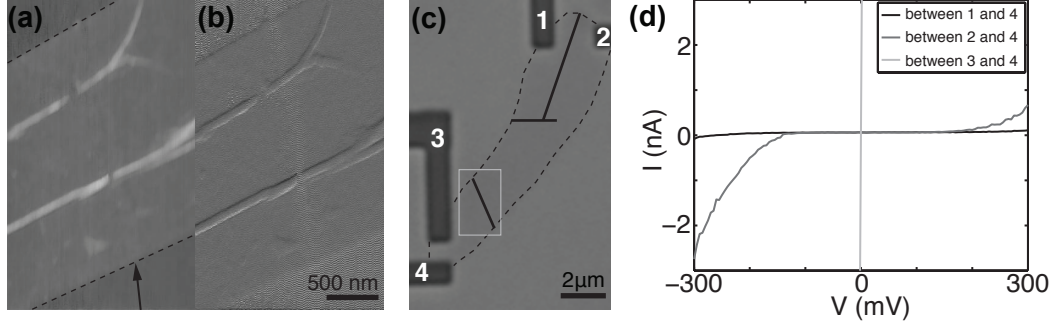 (a)
(b)
500 nm
(c)
1
2
3
4
2µm
(d)
between 1 and 4
between 2 and 4
between 3 and 4
I (nA)
2
0
−2
−300
0
300
V (mV)